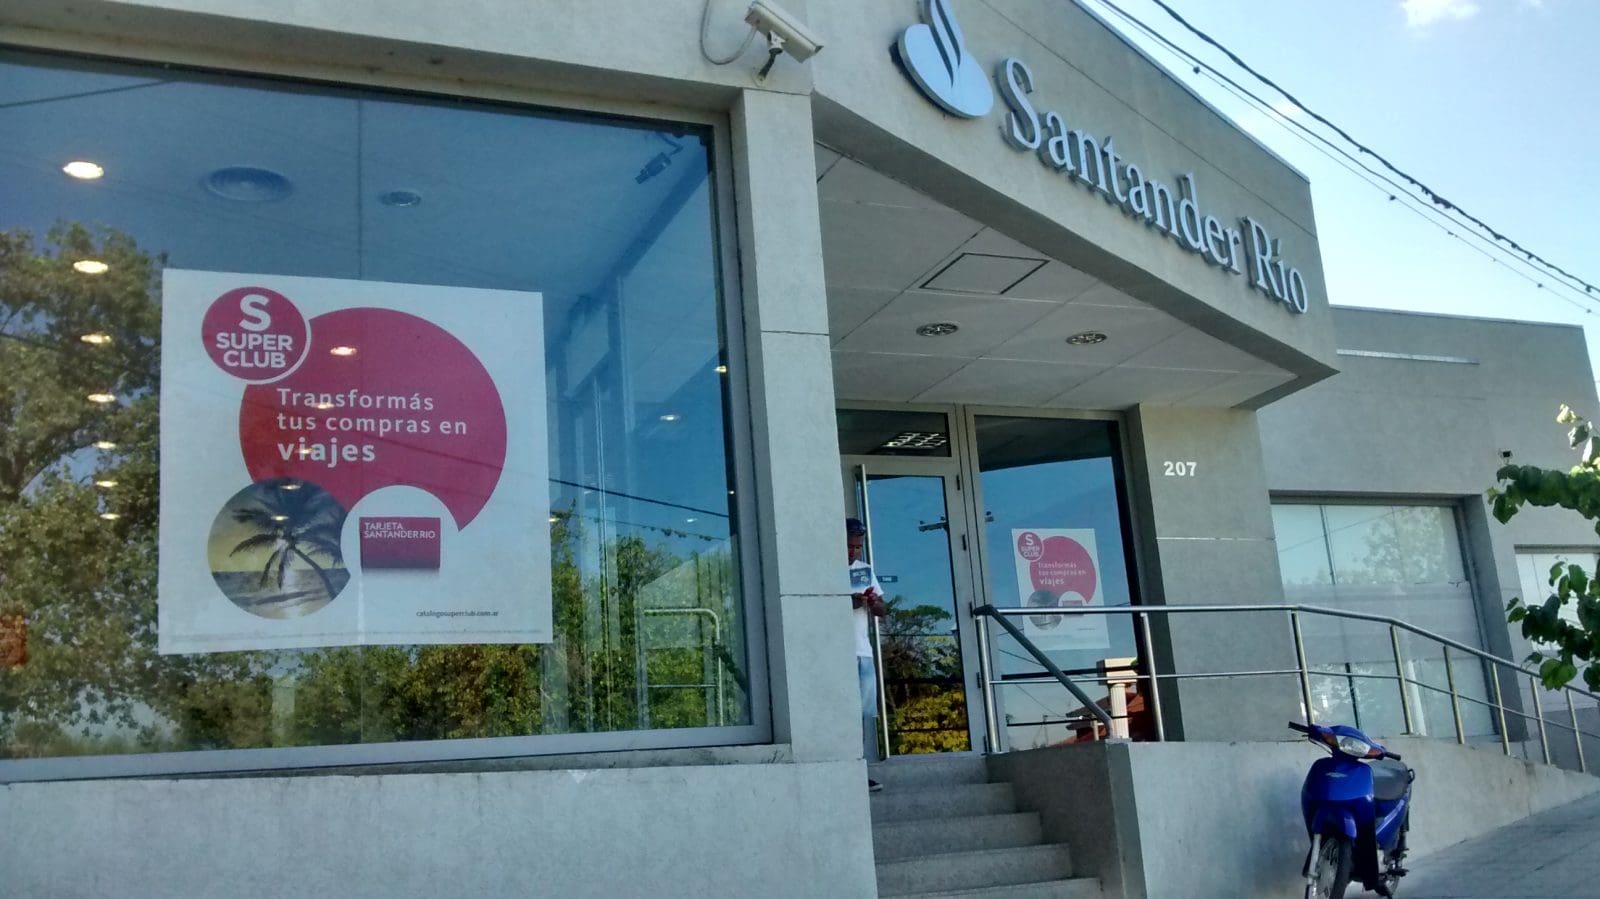 Santander Río
207
S
SUPER
CLUB
Transformás
tus compras en
viajes
TARJETA
SANTANDER RIO
catalogosuperclub.com.ar
S
SUPER
CLUB
Transformás
tus compras en
viajes